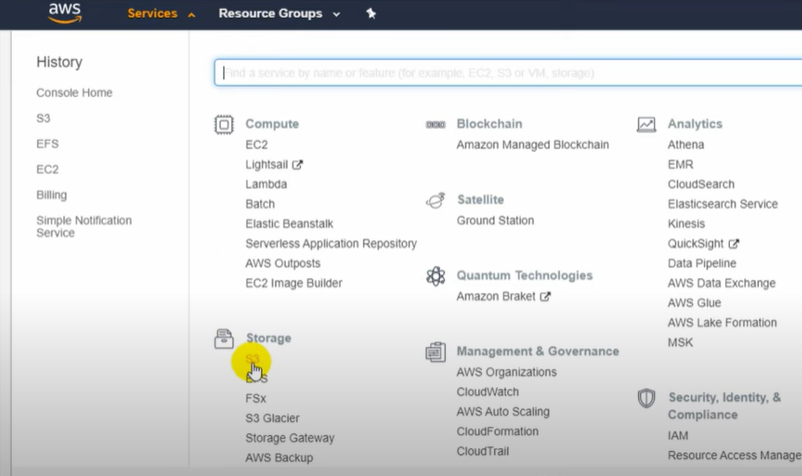 aws
Services
Resource Groups
History
Console Home
S3
EFS
EC2
Billing
Simple Notification
Service
Find a service by name or feature (for example, EC2, S3 or VM, storage).
Compute
EC2
Lightsail
Lambda
Batch
Elastic Beanstalk
Serverless Application Repository
AWS Outposts
EC2 Image Builder
Storage
S3
EFS
FSx
S3 Glacier
Storage Gateway
AWS Backup
Blockchain
Amazon Managed Blockchain
Satellite
Ground Station
Quantum Technologies
Amazon Braket
Management & Governance
AWS Organizations
CloudWatch
AWS Auto Scaling
CloudFormation
CloudTrail
Analytics
Athena
EMR
CloudSearch
Elasticsearch Service
Kinesis
QuickSight
Data Pipeline
AWS Data Exchange
AWS Glue
AWS Lake Formation
MSK
Security, Identity, &
Compliance
IAM
Resource Access Manage